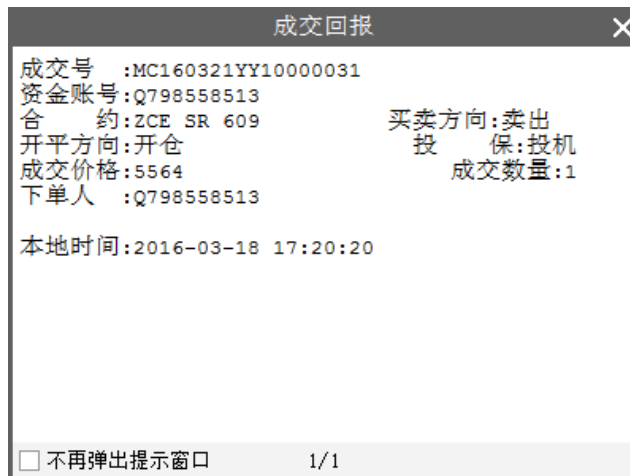 成交回报
成交号 :MC160321YY10000031
资金账号:Q798558513
合 约:ZCE SR 609 买卖方向:卖出
开平方向:开仓 投 保:投机
成交价格:5564 成交数量:1
下单人 :Q798558513
本地时间:2016-03-18 17:20:20
不再弹出提示窗口 1/1